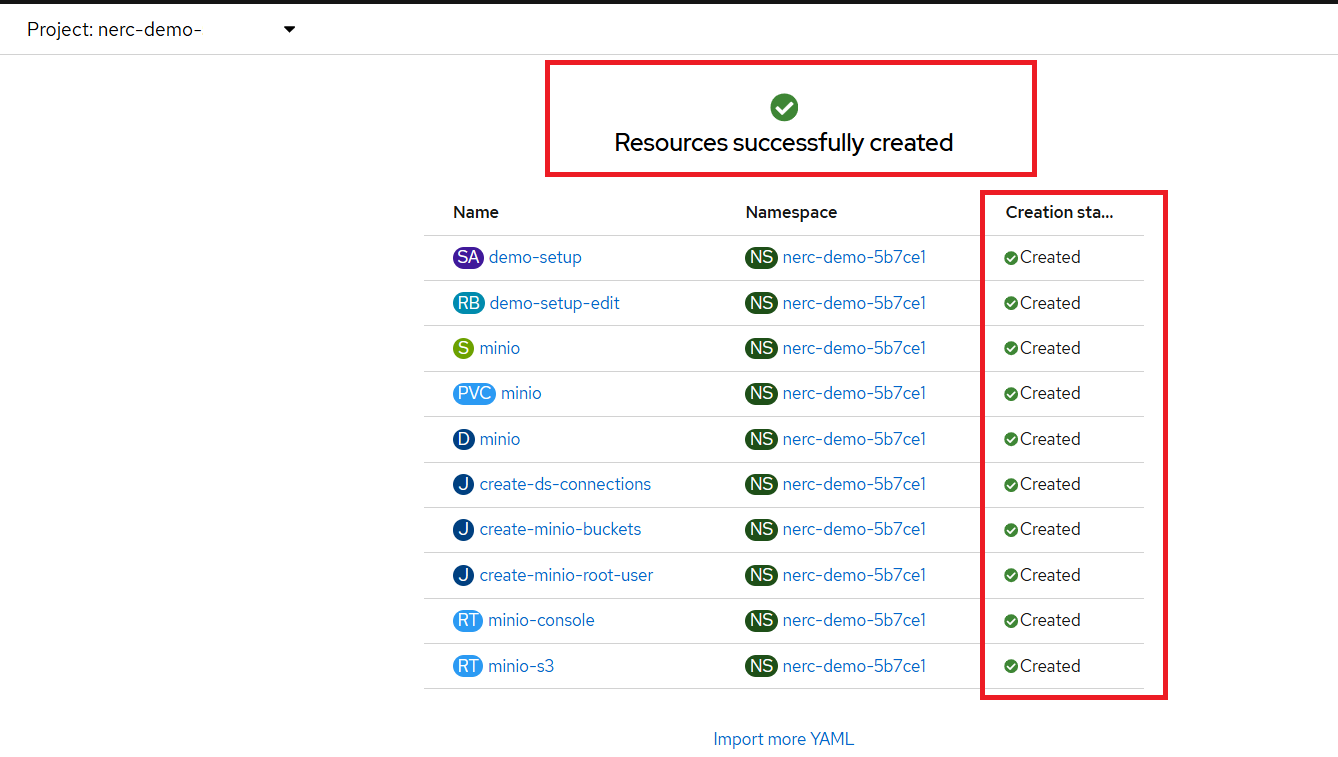 Project: nerc-demo-
Resources successfully created
Name Namespace Creation sta...
SA demo-setup NS nerc-demo-5b7ce1 Created
RB demo-setup-edit NS nerc-demo-5b7ce1 Created
S minio NS nerc-demo-5b7ce1 Created
PVC minio NS nerc-demo-5b7ce1 Created
D minio NS nerc-demo-5b7ce1 Created
J create-ds-connections NS nerc-demo-5b7ce1 Created
J create-minio-buckets NS nerc-demo-5b7ce1 Created
J create-minio-root-user NS nerc-demo-5b7ce1 Created
RT minio-console NS nerc-demo-5b7ce1 Created
RT minio-s3 NS nerc-demo-5b7ce1 Created
Import more YAML